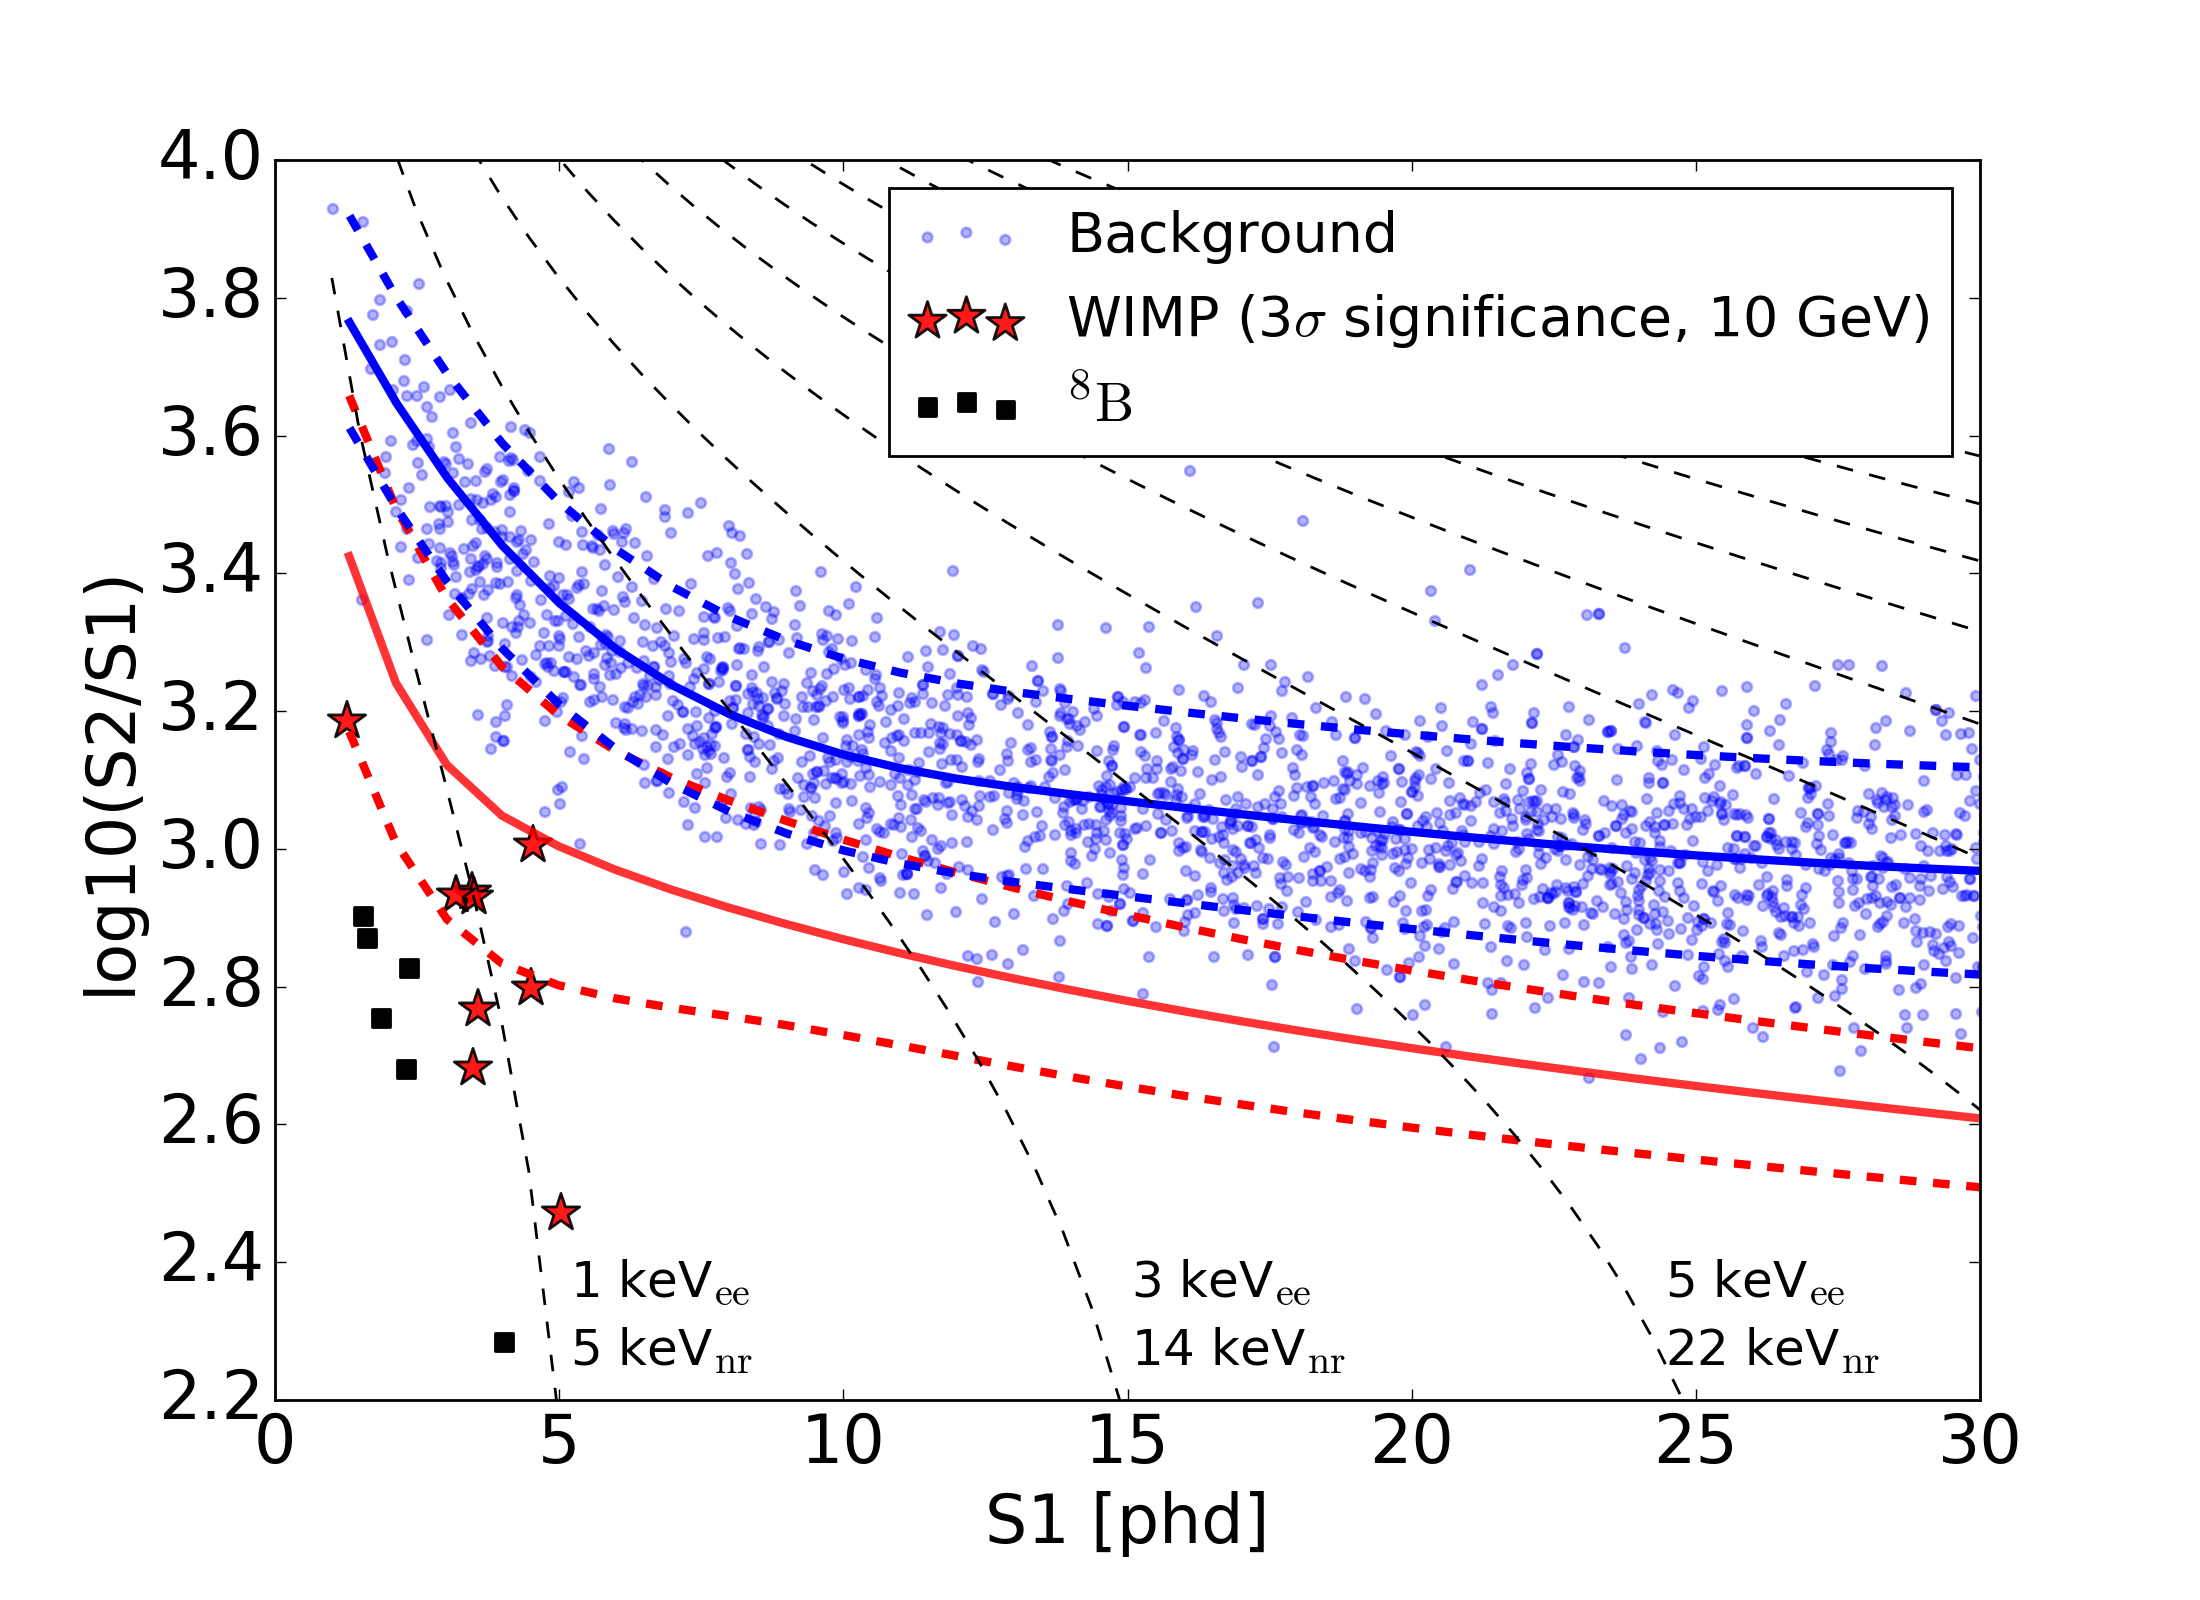 4.0
3.8
3.6
3.4
3.2
3.0
2.8
2.6
2.4
2.2
log10(S2/S1)
Background
WIMP (3σ significance, 10 GeV)
⁸B
1 keVₑₑ
5 keVₙᵣ
3 keVₑₑ
14 keVₙᵣ
5 keVₑₑ
22 keVₙᵣ
0 5 10 15 20 25 30
S1 [phd]